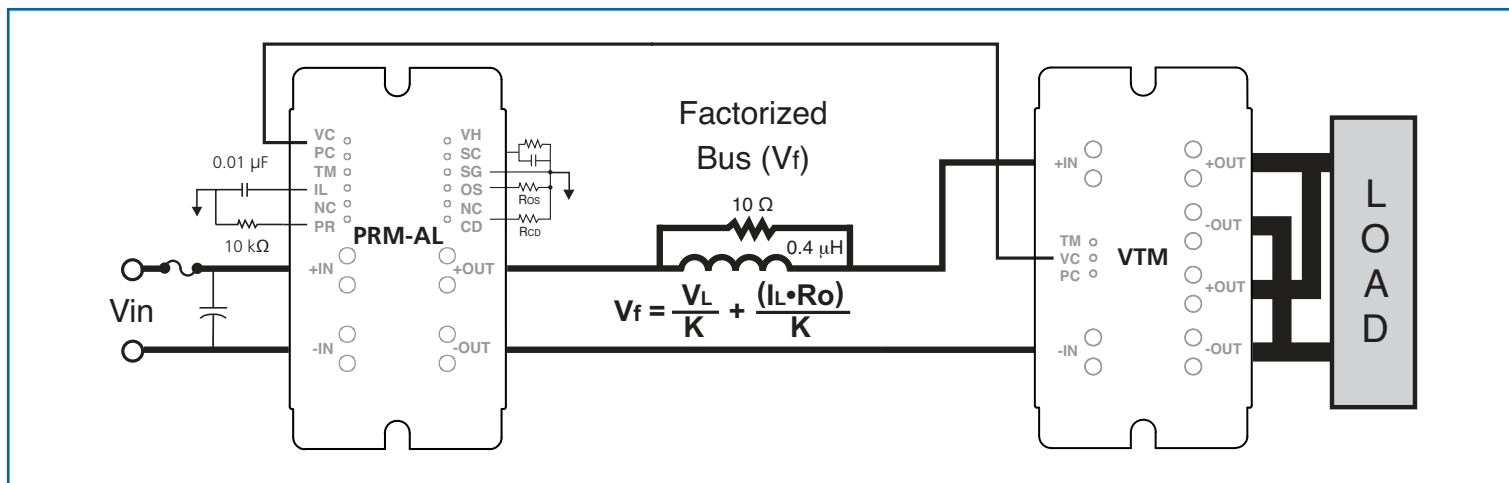 Factorized
Bus (Vf)
VC
PC
TM
IL
NC
PR
VH
SC
SG
OS
NC
CD
0.01 µF
10 kΩ
ROS
RCD
PRM-AL
+IN
-IN
+OUT
-OUT
Vin
10 Ω
0.4 µH
Vf = VL/K + (IL•Ro)/K
+IN
TM
VC
PC
-IN
VTM
+OUT
-OUT
+OUT
-OUT
LOAD